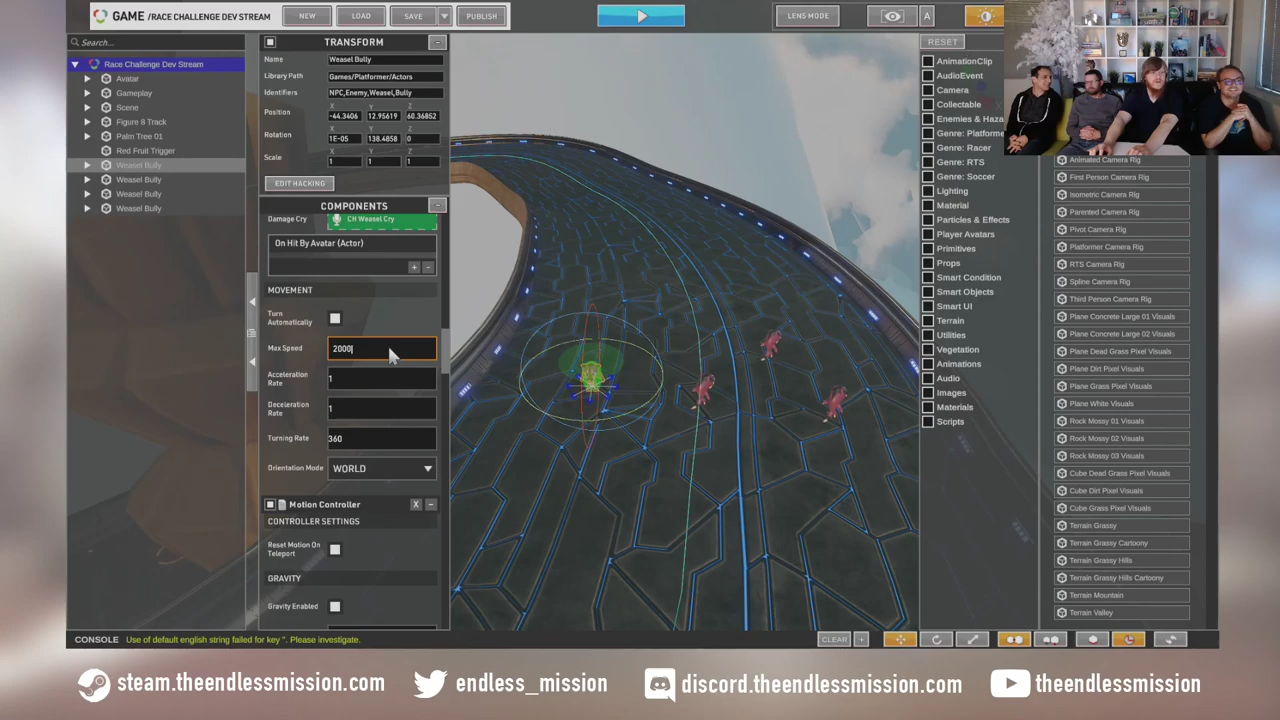 GAME /RACE CHALLENGE DEV STREAM
NEW
LOAD
SAVE
PUBLISH
LENS MODE
A
Search...
Race Challenge Dev Stream
Avatar
Gameplay
Scene
Figure 8 Track
Palm Tree 01
Red Fruit Trigger
Weasel Bully
Weasel Bully
Weasel Bully
Weasel Bully
TRANSFORM
Name
Weasel Bully
Library Path
Games/Platformer/Actors
Identifiers
NPC,Enemy,Weasel,Bully
X Y Z
Position
-44.3406 12.95619 60.36852
X Y Z
Rotation
1E-05 138.4858 0
X Y Z
Scale
1 1 1
EDIT HACKING
COMPONENTS
Damage Cry
CH Weasel Cry
On Hit By Avatar (Actor)
+ -
MOVEMENT
Turn
Automatically
Max Speed
2000
Acceleration
Rate
1
Deceleration
Rate
1
Turning Rate
360
Orientation Mode
WORLD
Motion Controller
X -
CONTROLLER SETTINGS
Reset Motion On
Teleport
GRAVITY
Gravity Enabled
RESET
AnimationClip
AudioEvent
Camera
Collectable
Enemies & Haza
Genre: Platforme
Genre: Racer
Genre: RTS
Genre: Soccer
Lighting
Material
Particles & Effects
Player Avatars
Primitives
Props
Smart Condition
Smart Objects
Smart UI
Terrain
Utilities
Vegetation
Animations
Audio
Images
Materials
Scripts
Animated Camera Rig
First Person Camera Rig
Isometric Camera Rig
Parented Camera Rig
Pivot Camera Rig
Platformer Camera Rig
RTS Camera Rig
Spline Camera Rig
Third Person Camera Rig
Plane Concrete Large 01 Visuals
Plane Concrete Large 02 Visuals
Plane Dead Grass Pixel Visuals
Plane Dirt Pixel Visuals
Plane Grass Pixel Visuals
Plane White Visuals
Rock Mossy 01 Visuals
Rock Mossy 02 Visuals
Rock Mossy 03 Visuals
Cube Dead Grass Pixel Visuals
Cube Dirt Pixel Visuals
Cube Grass Pixel Visuals
Terrain Grassy
Terrain Grassy Cartoony
Terrain Grassy Hills
Terrain Grassy Hills Cartoony
Terrain Mountain
Terrain Valley
CONSOLE Use of default english string failed for key ''. Please investigate.
CLEAR +
steam.theendlessmission.com
endless_mission
discord.theendlessmission.com
theendlessmission